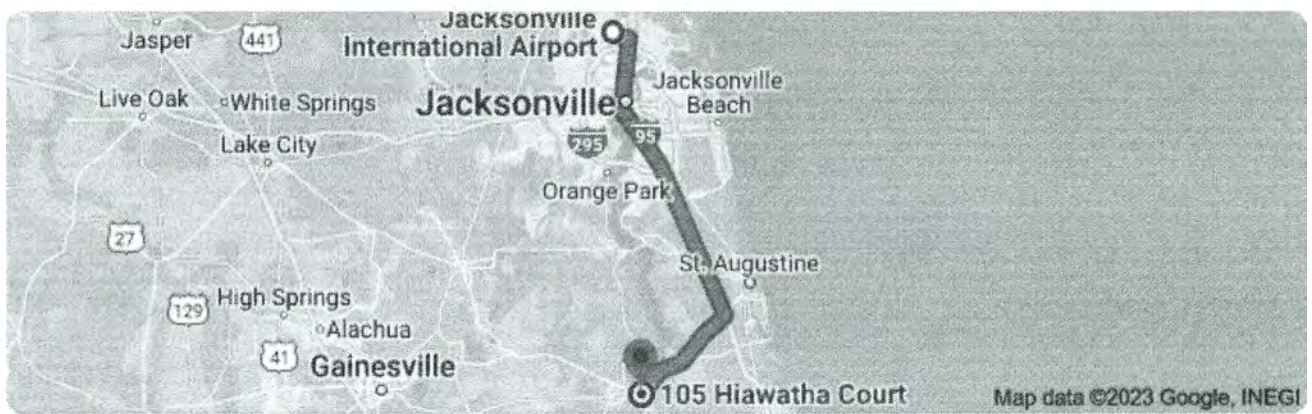 Jacksonville
International Airport
Jasper
441
Live Oak
White Springs
Jacksonville
Jacksonville
Beach
295
95
Lake City
Orange Park
27
St. Augustine
129
High Springs
Alachua
41
Gainesville
105 Hiawatha Court
Map data ©2023 Google, INEGI